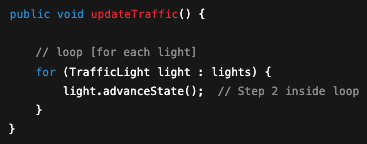 public void updateTraffic() {
// loop [for each light]
for (TrafficLight light : lights) {
light.advanceState();  // Step 2 inside loop
}
}